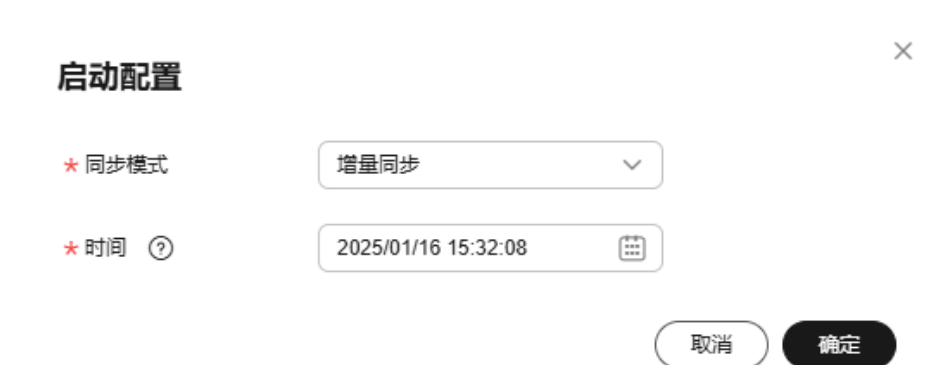 启动配置
* 同步模式 增量同步
* 时间 ? 2025/01/16 15:32:08
取消 确定